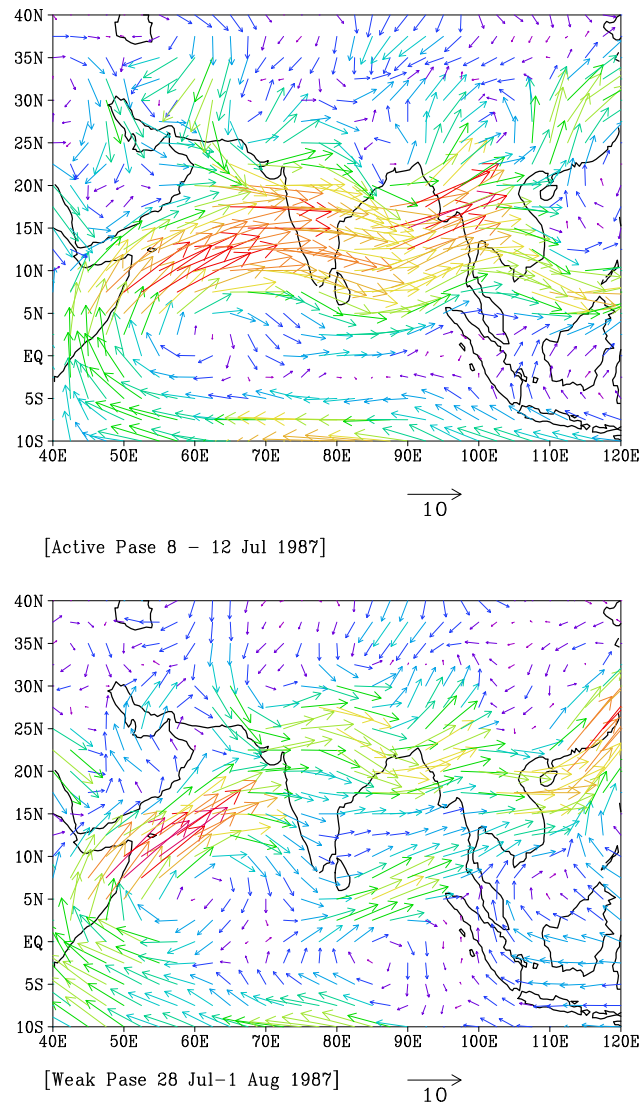 40N
35N
30N
25N
20N
15N
10N
5N
EQ
5S
10S
40E 50E 60E 70E 80E 90E 100E 110E 120E
10
[Active Pase 8 - 12 Jul 1987]
40N
35N
30N
25N
20N
15N
10N
5N
EQ
5S
10S
40E 50E 60E 70E 80E 90E 100E 110E 120E
[Weak Pase 28 Jul-1 Aug 1987]
10